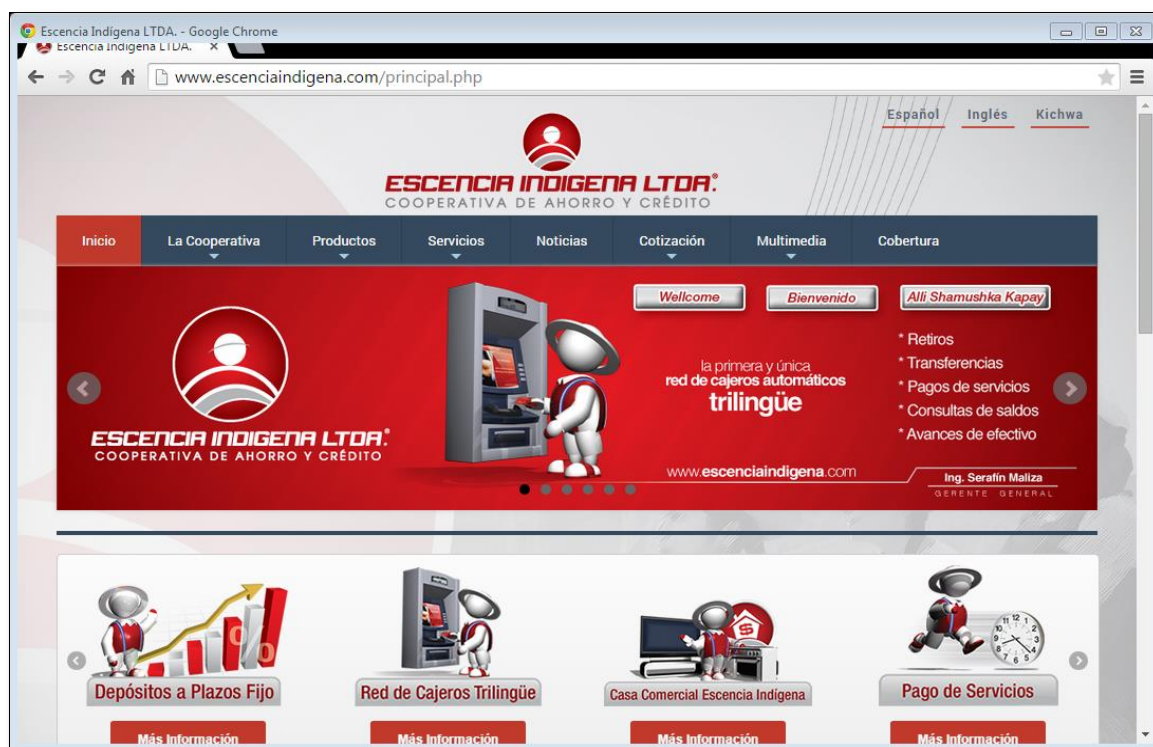 Escencia Indígena LTDA. - Google Chrome
Escencia Indígena LTDA.
www.escenciaindigena.com/principal.php
Español Inglés Kichwa
ESCENCIA INDIGENA LTDA.®
COOPERATIVA DE AHORRO Y CRÉDITO
Inicio La Cooperativa Productos Servicios Noticias Cotización Multimedia Cobertura
Wellcome Bienvenido Alli Shamushka Kapay
la primera y única
red de cajeros automáticos
trilingüe
* Retiros
* Transferencias
* Pagos de servicios
* Consultas de saldos
* Avances de efectivo
ESCENCIA INDIGENA LTDA.®
COOPERATIVA DE AHORRO Y CRÉDITO
www.escenciaindigena.com
Ing. Serafín Maliza
GERENTE GENERAL
Depósitos a Plazos Fijo Red de Cajeros Trilingüe Casa Comercial Escencia Indígena Pago de Servicios
Más Información Más Información Más Información Más Información